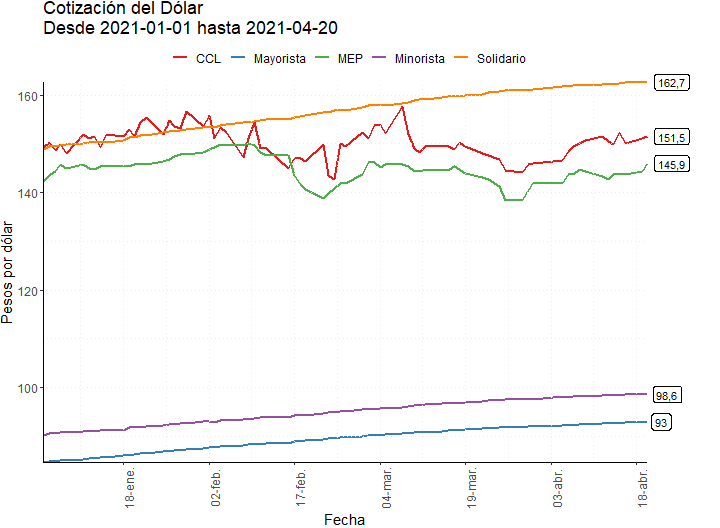 Cotización del Dólar
Desde 2021-01-01 hasta 2021-04-20
CCL Mayorista MEP Minorista Solidario
Pesos por dólar
160
140
120
100
162,7
151,5
145,9
98,6
93
18-ene.
02-feb.
17-feb.
04-mar.
19-mar.
03-abr.
18-abr.
Fecha